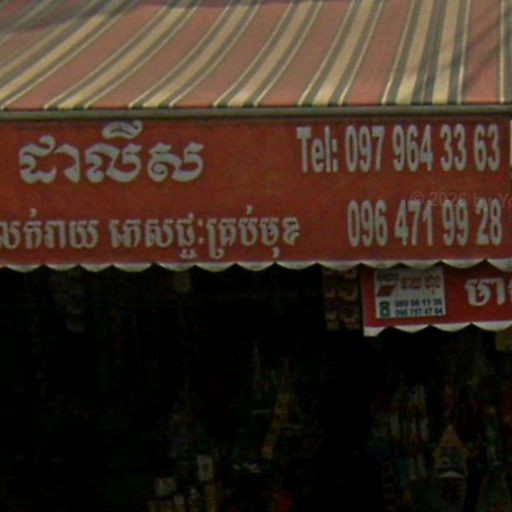 ដាលីស
Tel: 097 964 33 63
លក់រាយ ភេសជ្ជៈគ្រប់មុខ
096 471 99 28